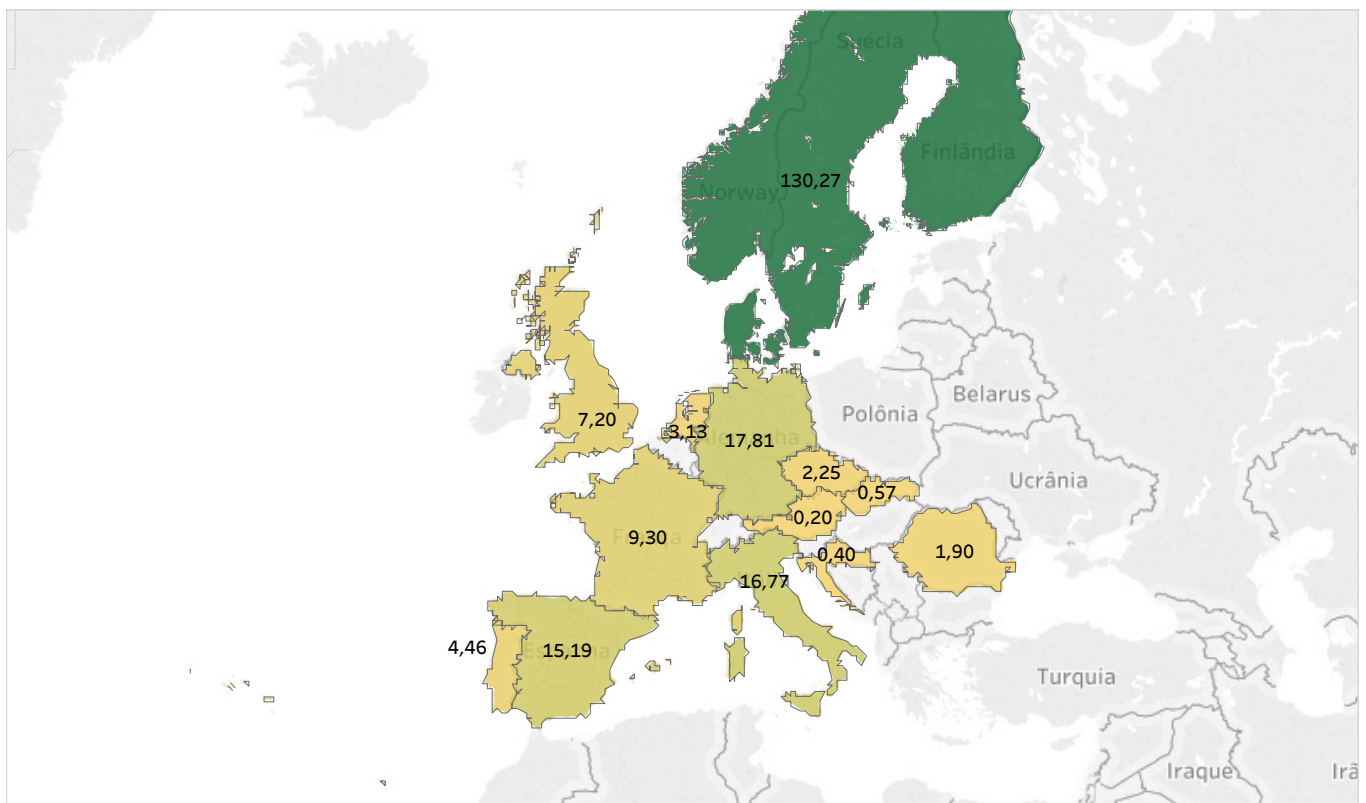 Suécia
Finlândia
130,27
Norway
7,20
3,13
17,81
Polônia
Belarus
2,25
0,57
Ucrânia
0,20
9,30
0,40
1,90
16,77
4,46
15,19
Turquia
Iraque
Irã